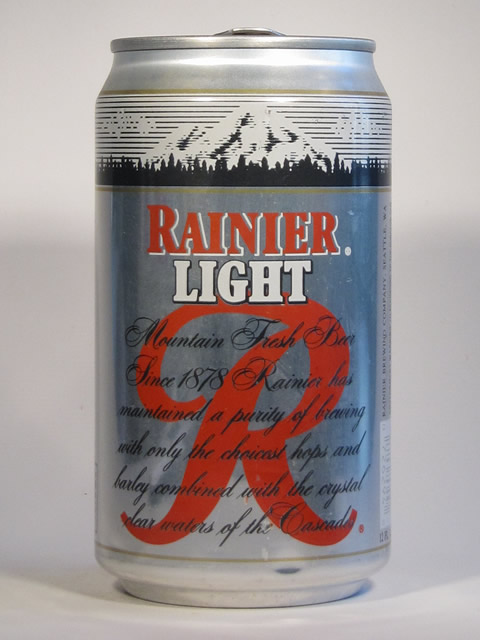 RAINIER.
LIGHT
R
Mountain Fresh Beer
Since 1878 Rainier has
maintained a purity of brewing
with only the choicest hops and
barley combined with the crystal
clear waters of the Cascades.
RAINIER BREWING COMPANY, SEATTLE, WA